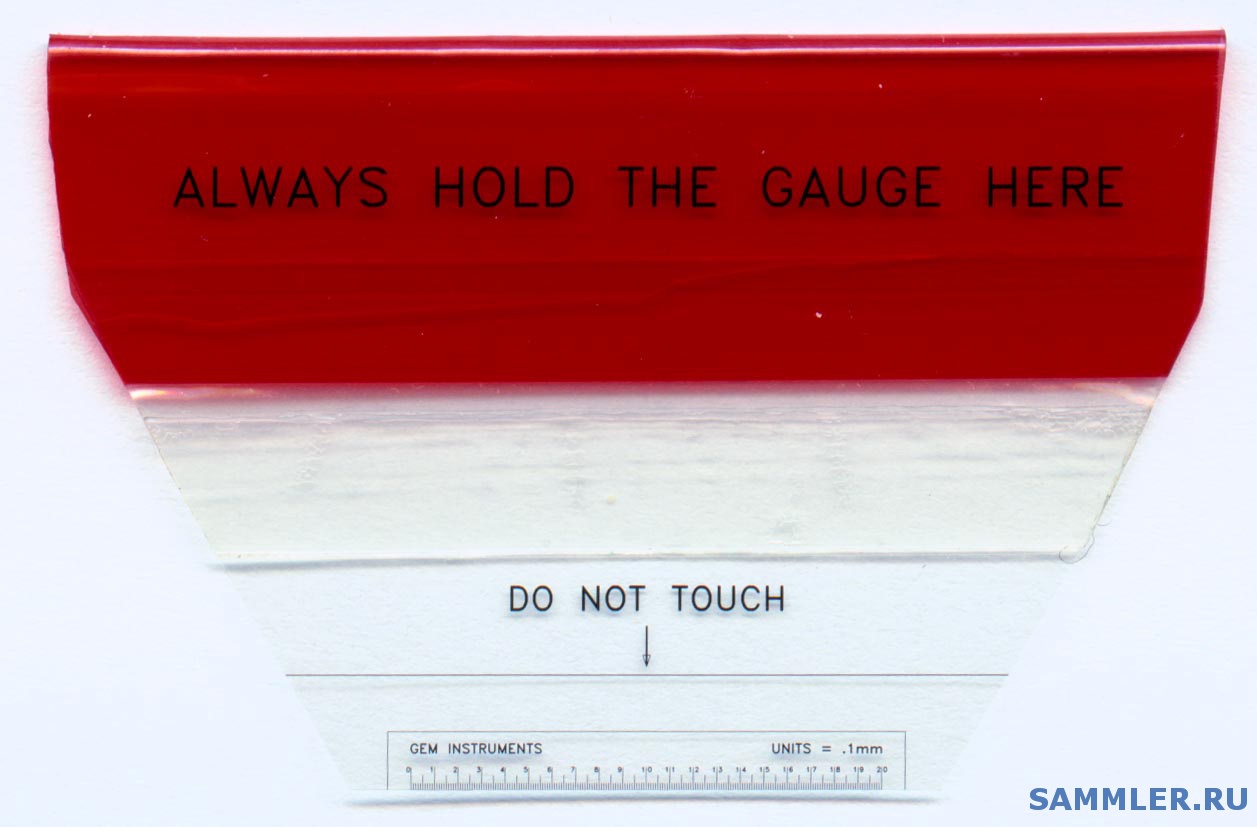 ALWAYS HOLD THE GAUGE HERE
DO NOT TOUCH
GEM INSTRUMENTS UNITS = .1mm
0 1 2 3 4 5 6 7 8 9 10 11 12 13 14 15 16 17 18 19 20
SAMMLER.RU